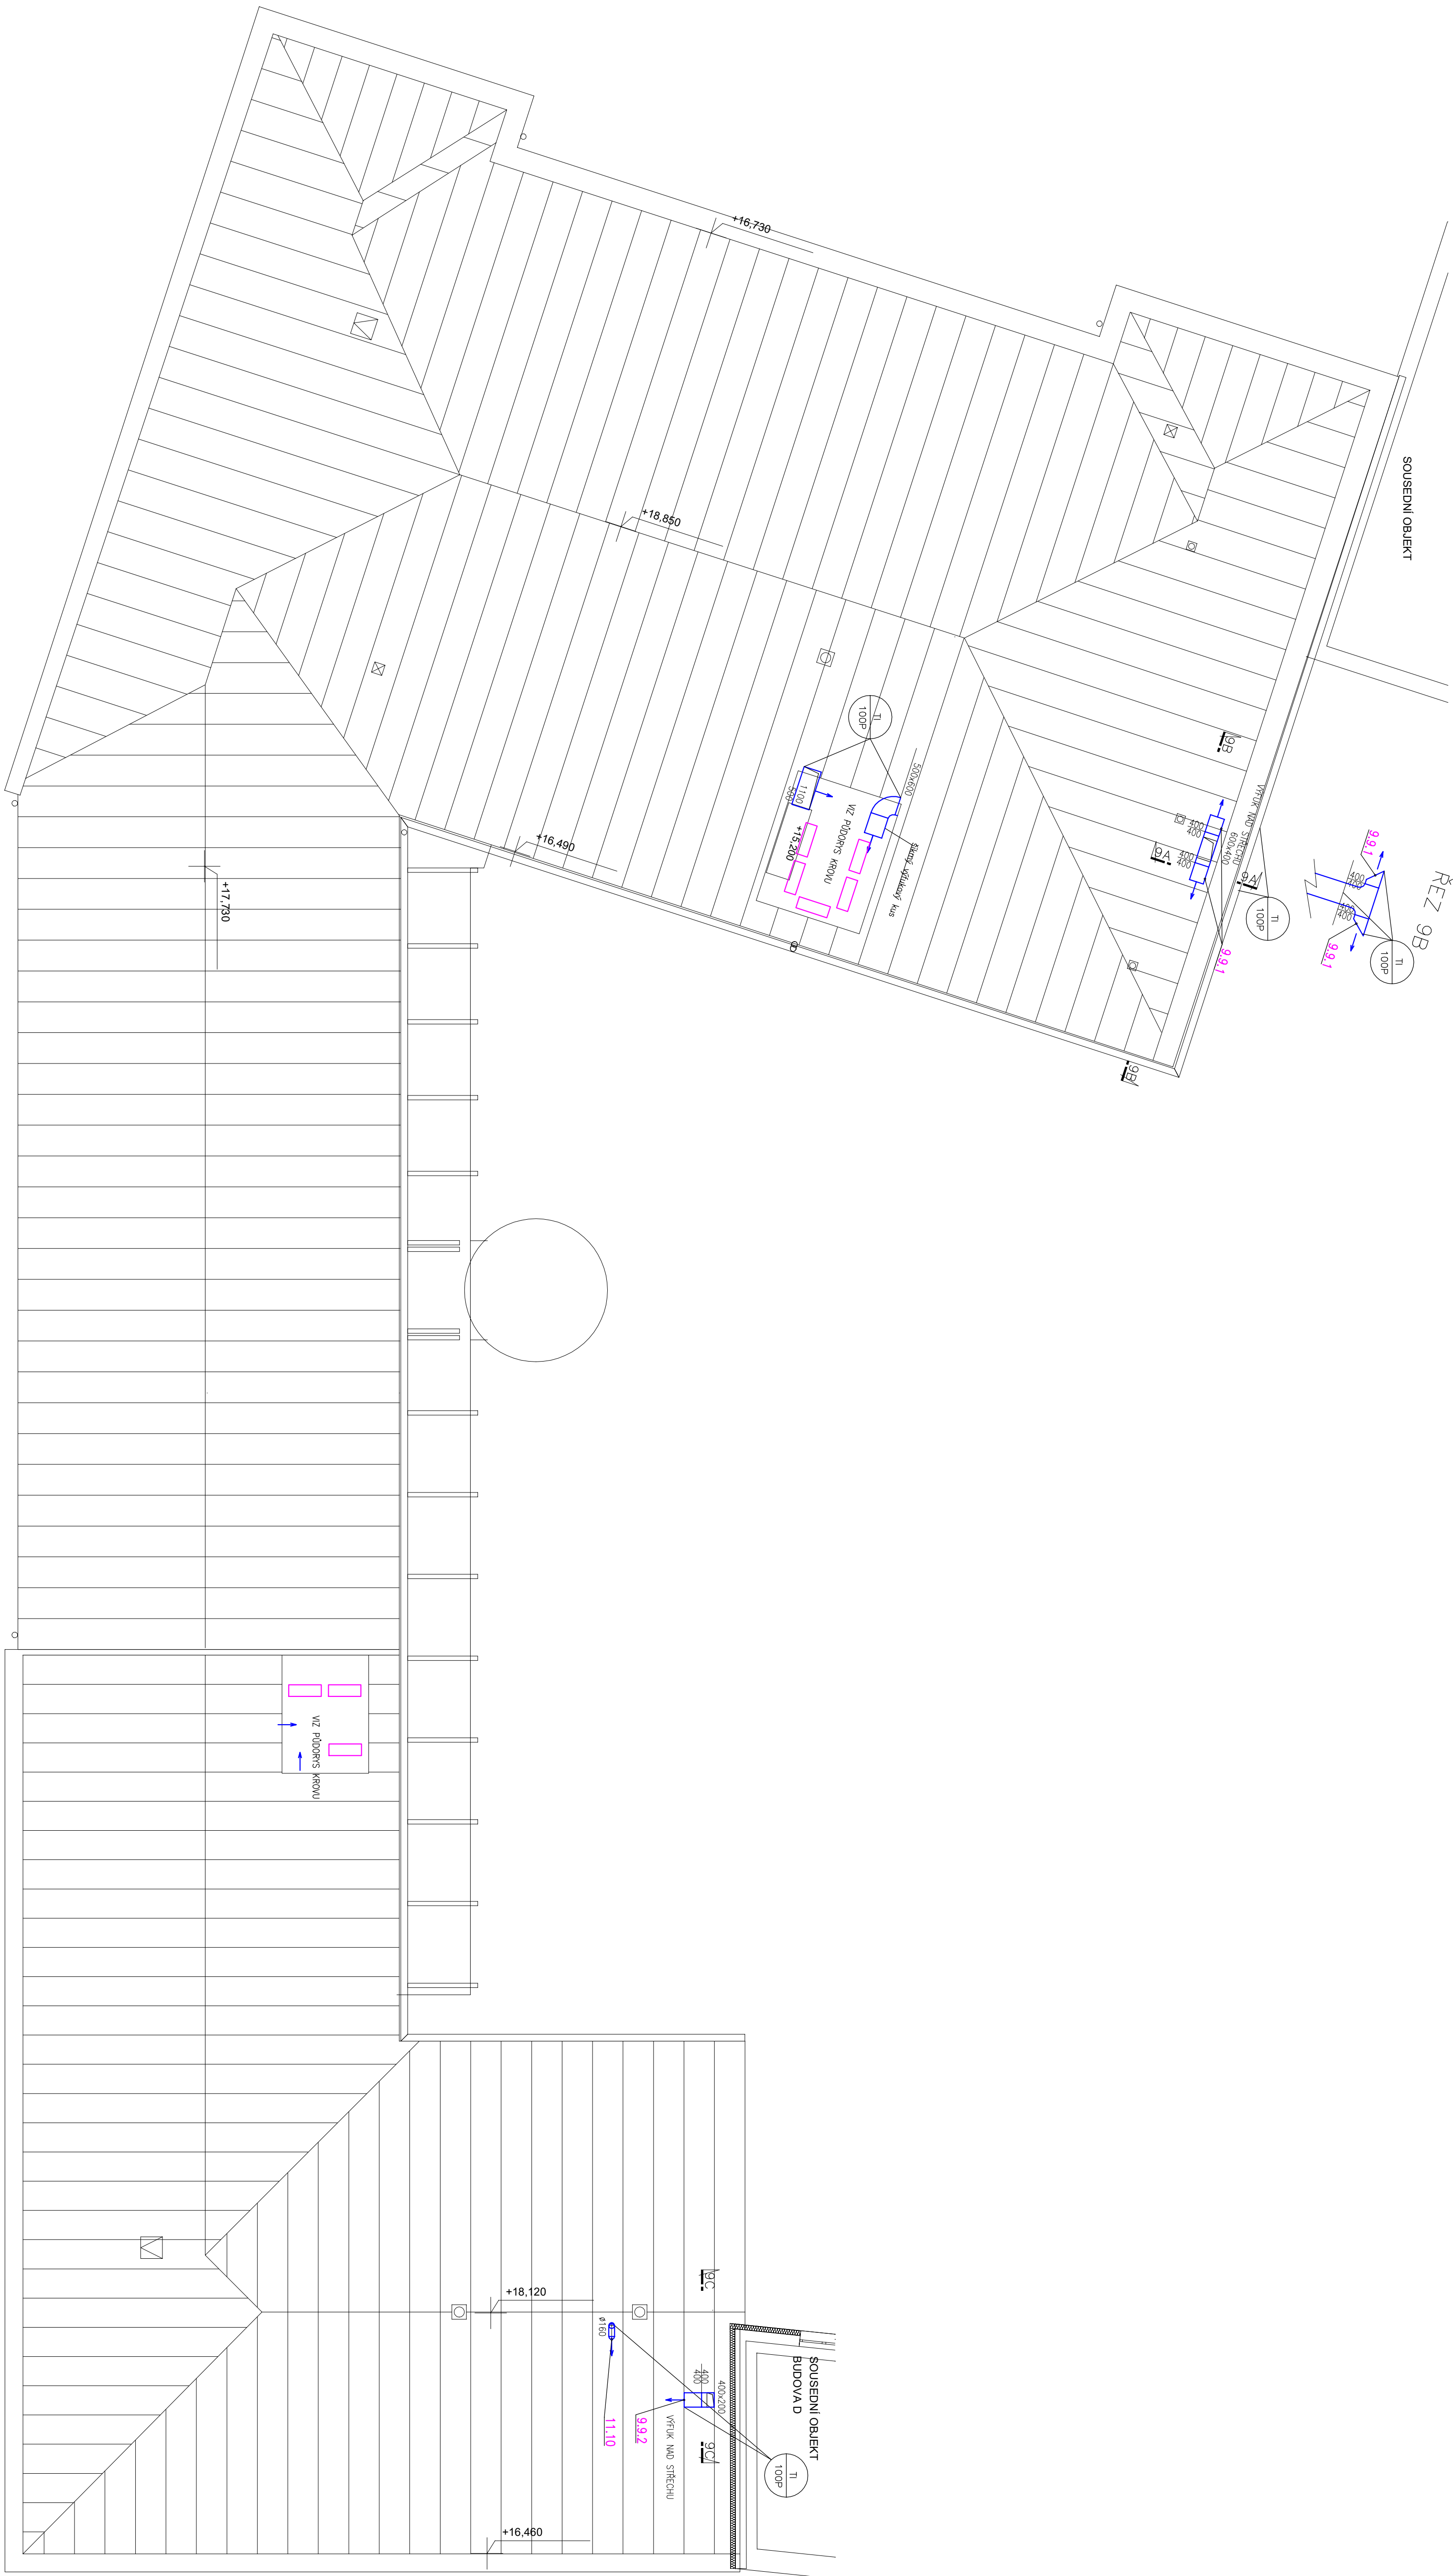 +16,730
SOUSEDNÍ OBJEKT
+18,850
TI
100P
500x600
1100
500
VIZ PŮDORYS KROVU
+15,200
šikmý výfukový kus
+16,490
9B
VÝFUK NAD STŘECHU
600x400
400
400
400
400
9A
9A
TI
100P
9.9.1
9B
ŘEZ 9B
9.9.1
400
400
400
400
9.9.1
TI
100P
+17,730
VIZ PŮDORYS KROVU
9C
+18,120
ø160
400
400
400x200
SOUSEDNÍ OBJEKT
BUDOVA D
11.10
9.9.2
VÝFUK NAD STŘECHU
9C
TI
100P
+16,460